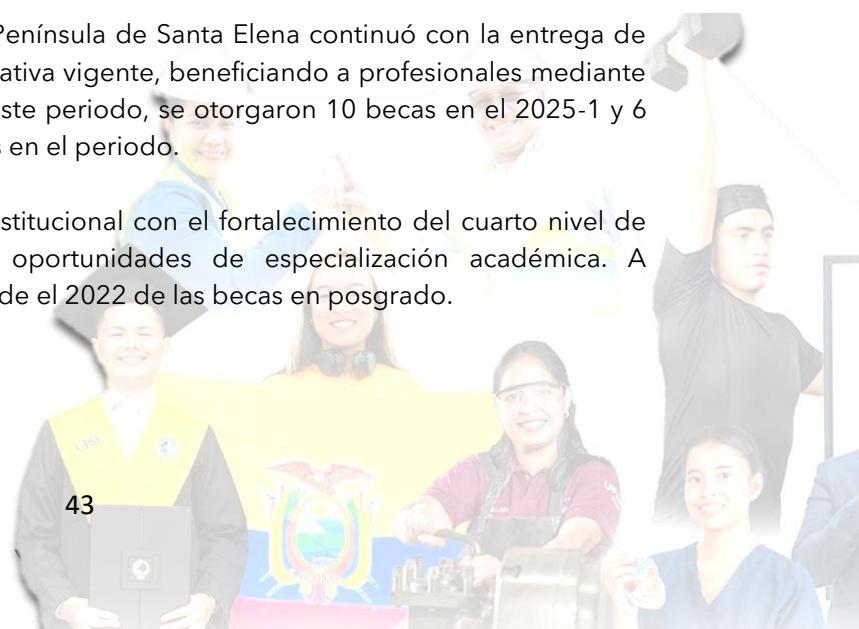 Península de Santa Elena continuó con la entrega de
ativa vigente, beneficiando a profesionales mediante
ste periodo, se otorgaron 10 becas en el 2025-1 y 6
s en el periodo.
stitucional con el fortalecimiento del cuarto nivel de
oportunidades de especialización académica. A
de el 2022 de las becas en posgrado.
43